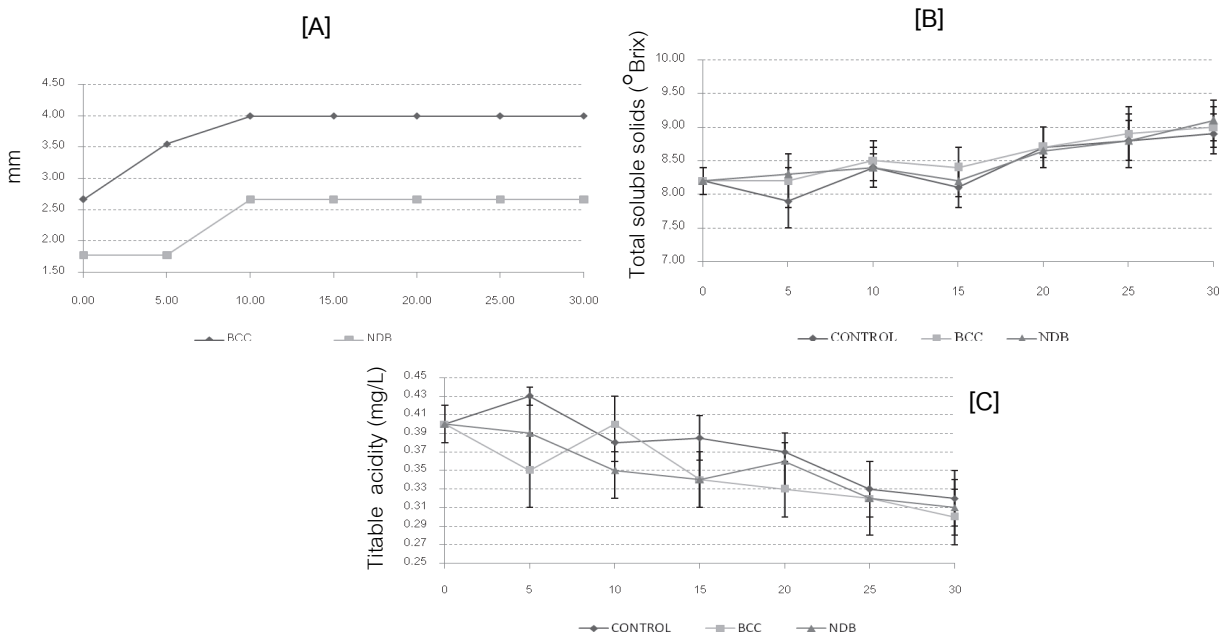 [A]
mm
4.50
4.00
3.50
3.00
2.50
2.00
1.50
0.00 5.00 10.00 15.00 20.00 25.00 30.00
BCC NDB
[B]
Total soluble solids (°Brix)
10.00
9.50
9.00
8.50
8.00
7.50
7.00
0 5 10 15 20 25 30
CONTROL BCC NDB
[C]
Titable acidity (mg/L)
0.45
0.43
0.41
0.39
0.37
0.35
0.33
0.31
0.29
0.27
0.25
0 5 10 15 20 25 30
CONTROL BCC NDB